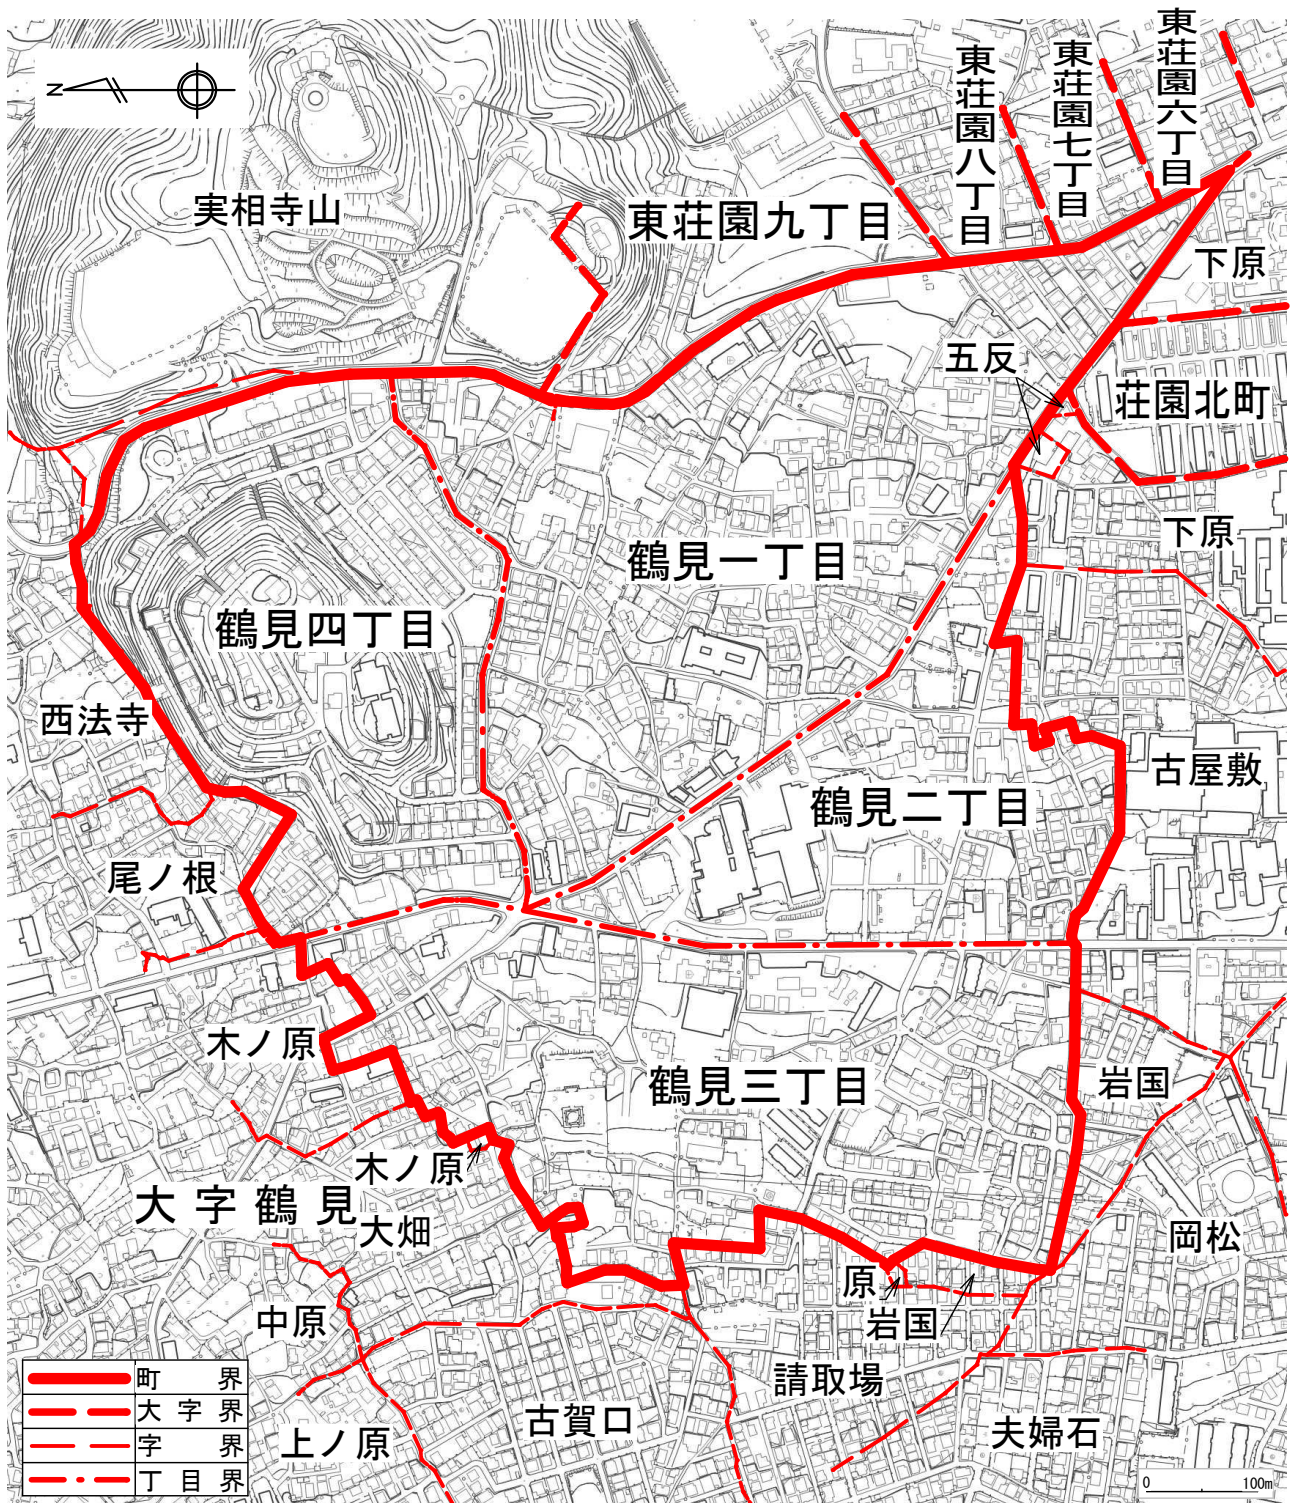 東荘園六丁目
東荘園七丁目
東荘園八丁目
N
実相寺山
東荘園九丁目
下原
五反
荘園北町
下原
鶴見一丁目
鶴見四丁目
西法寺
古屋敷
鶴見二丁目
尾ノ根
木ノ原
鶴見三丁目
岩国
木ノ原
大字鶴見
大畑
岡松
原
岩国
中原
請取場
古賀口
夫婦石
上ノ原
町界
大字界
字界
丁目界
0 100m